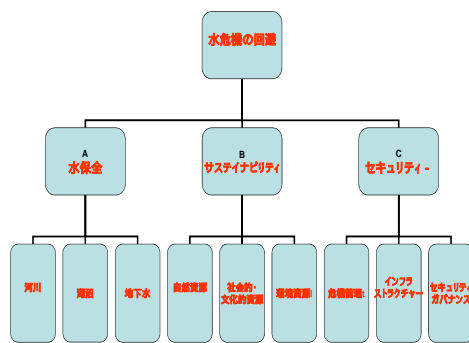 水危機の回避
A
水保全
B
サステイナビリティ
C
セキュリティ -
河川
湖沼
地下水
自然資源
社会的・
文化的資源
環境資源
危機管理
インフラ
ストラクチャー
セキュリティ
ガバナンス